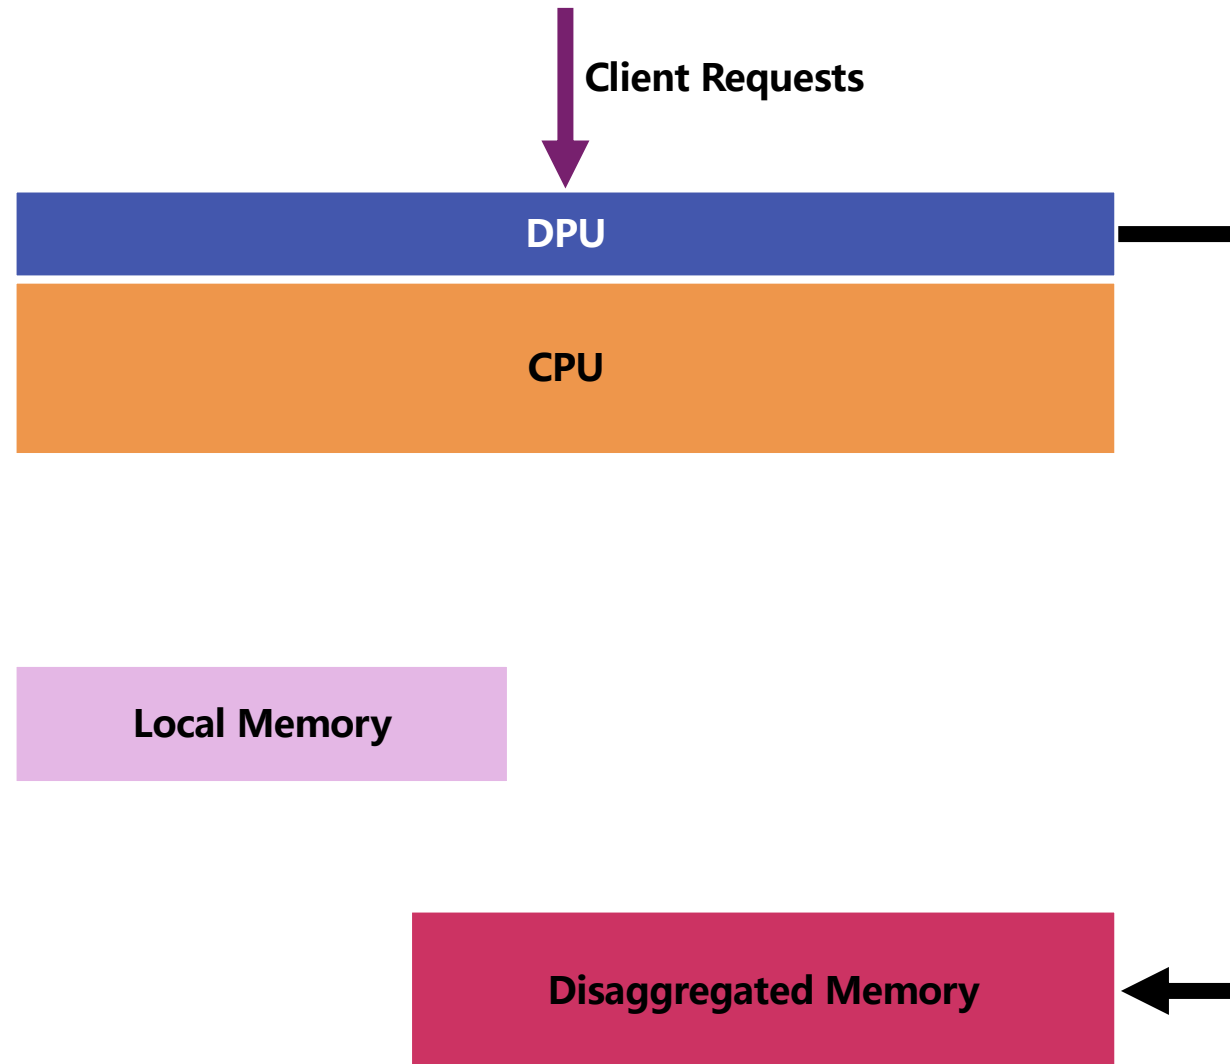 Client Requests
DPU
CPU
Local Memory
Disaggregated Memory